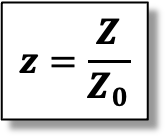 z = Z / Z₀